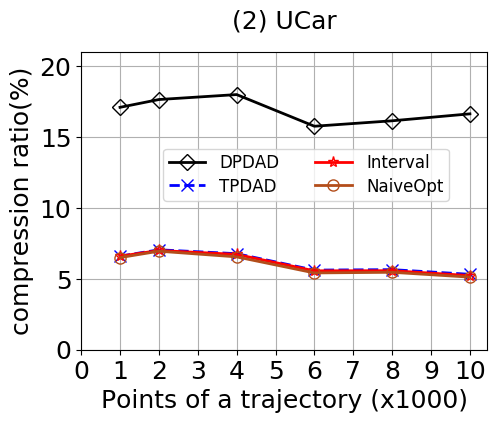 (2) UCar
compression ratio(%)
20
15
10
5
0
DPDAD
TPDAD
Interval
NaiveOpt
0 1 2 3 4 5 6 7 8 9 10
Points of a trajectory (x1000)